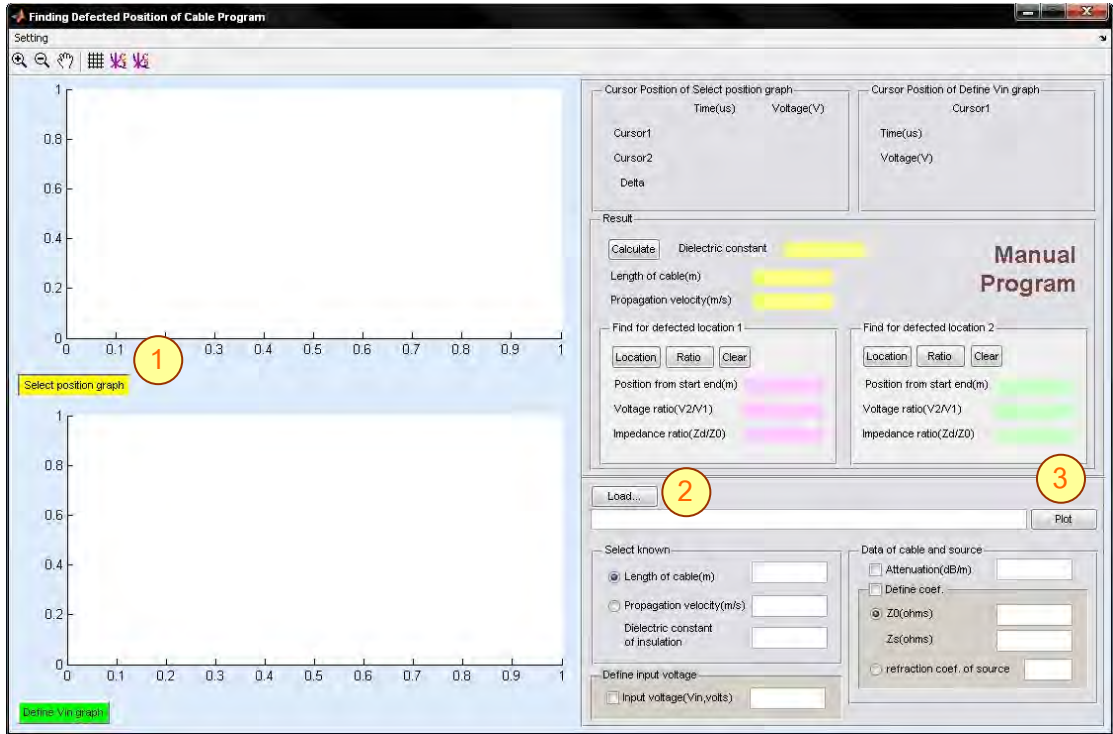 Finding Defected Position of Cable Program
Setting
1
0.8
0.6
0.4
0.2
0
0 0.1 0.3 0.4 0.5 0.6 0.7 0.8 0.9 1
1
Select position graph
1
0.8
0.6
0.4
0.2
0
0 0.1 0.2 0.3 0.4 0.5 0.6 0.7 0.8 0.9 1
Define Vin graph
Cursor Position of Select position graph
Time(us) Voltage(V)
Cursor1
Cursor2
Delta
Cursor Position of Define Vin graph
Cursor1
Time(us)
Voltage(V)
Result
Calculate Dielectric constant
Length of cable(m)
Propagation velocity(m/s)
Manual
Program
Find for defected location 1
Location Ratio Clear
Position from start end(m)
Voltage ratio(V2/V1)
Impedance ratio(Zd/Z0)
Find for defected location 2
Location Ratio Clear
Position from start end(m)
Voltage ratio(V2/V1)
Impedance ratio(Zd/Z0)
Load...
2
3
Plot
Select known
Length of cable(m)
Propagation velocity(m/s)
Dielectric constant
of insulation
Define input voltage
Input voltage(Vin,volts)
Data of cable and source
Attenuation(dB/m)
Define coef.
Z0(ohms)
Zs(ohms)
refraction coef. of source